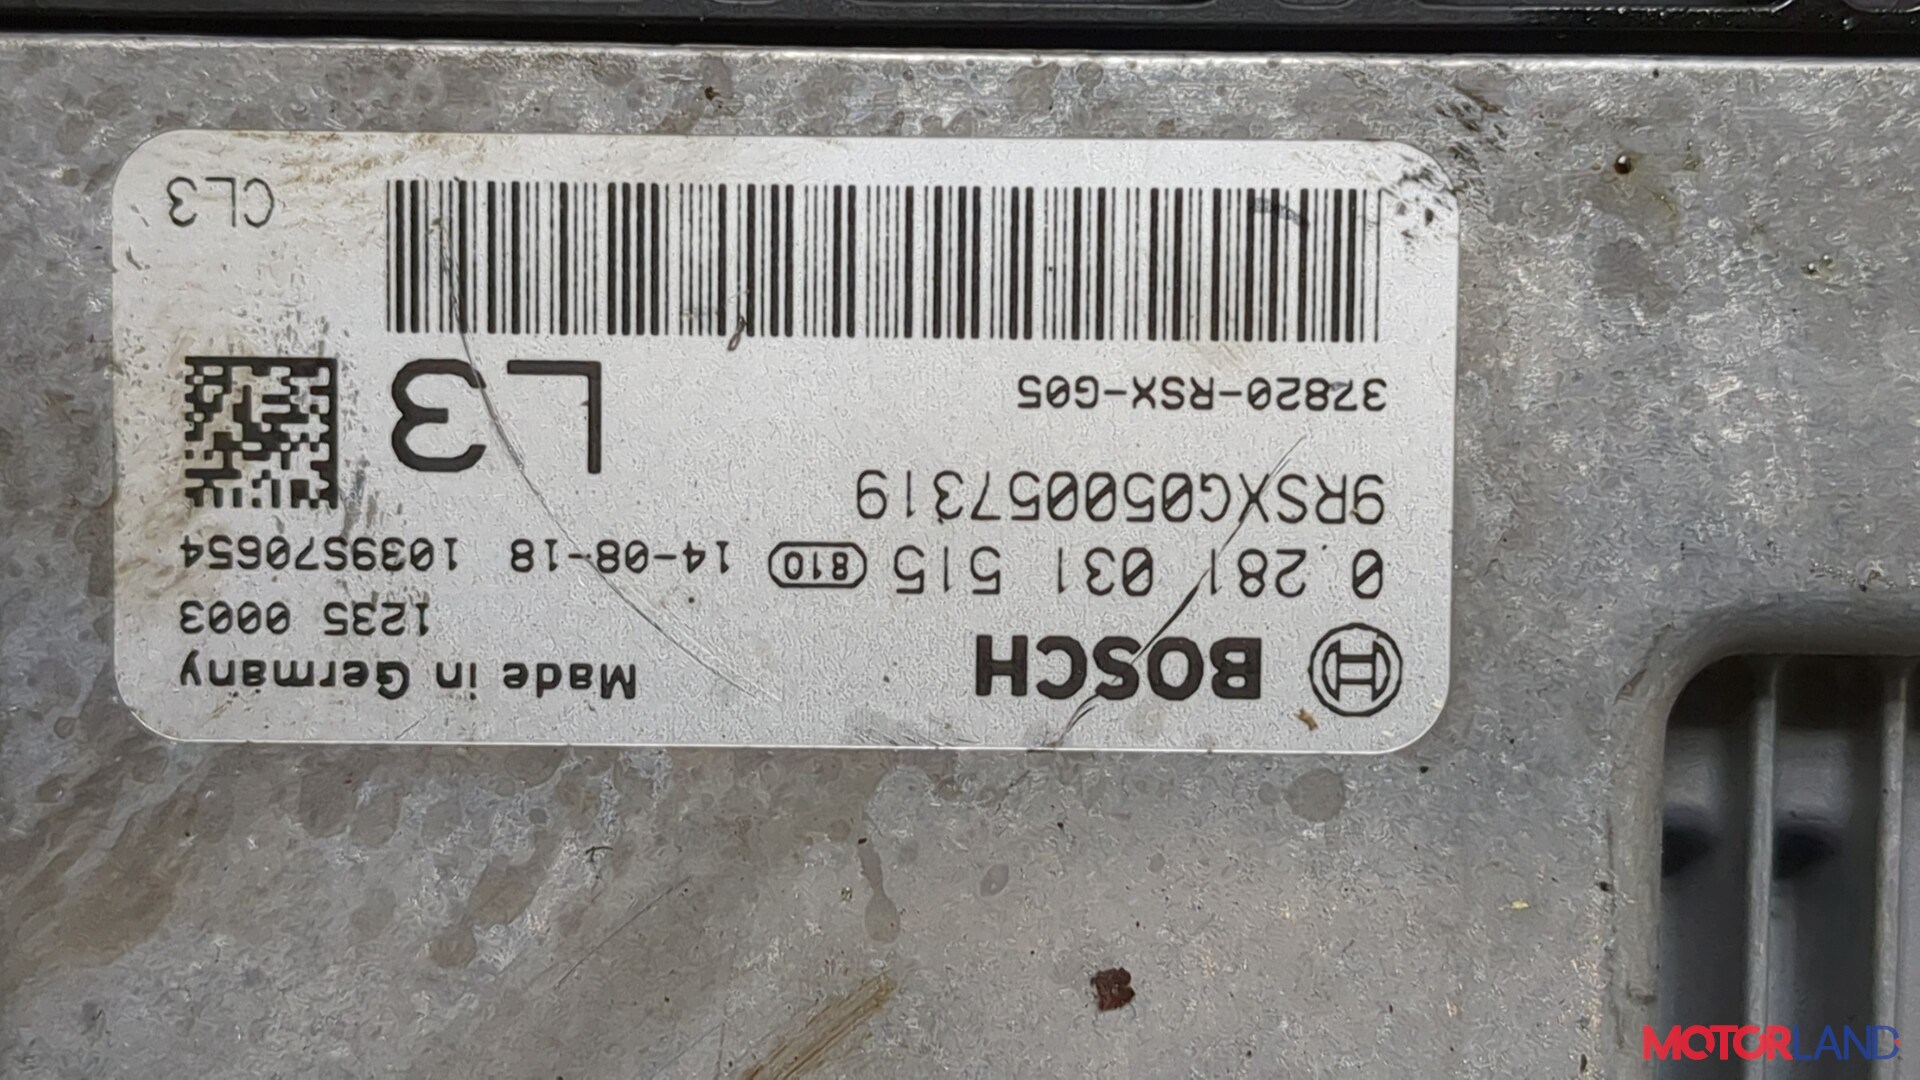 BOSCH Made in Germany
1235 0003
0 281 031 515 810 14-08-18 1039S70654
9RSXG050057319
37820-RSX-G05
L3
CL3
MOTORLAND